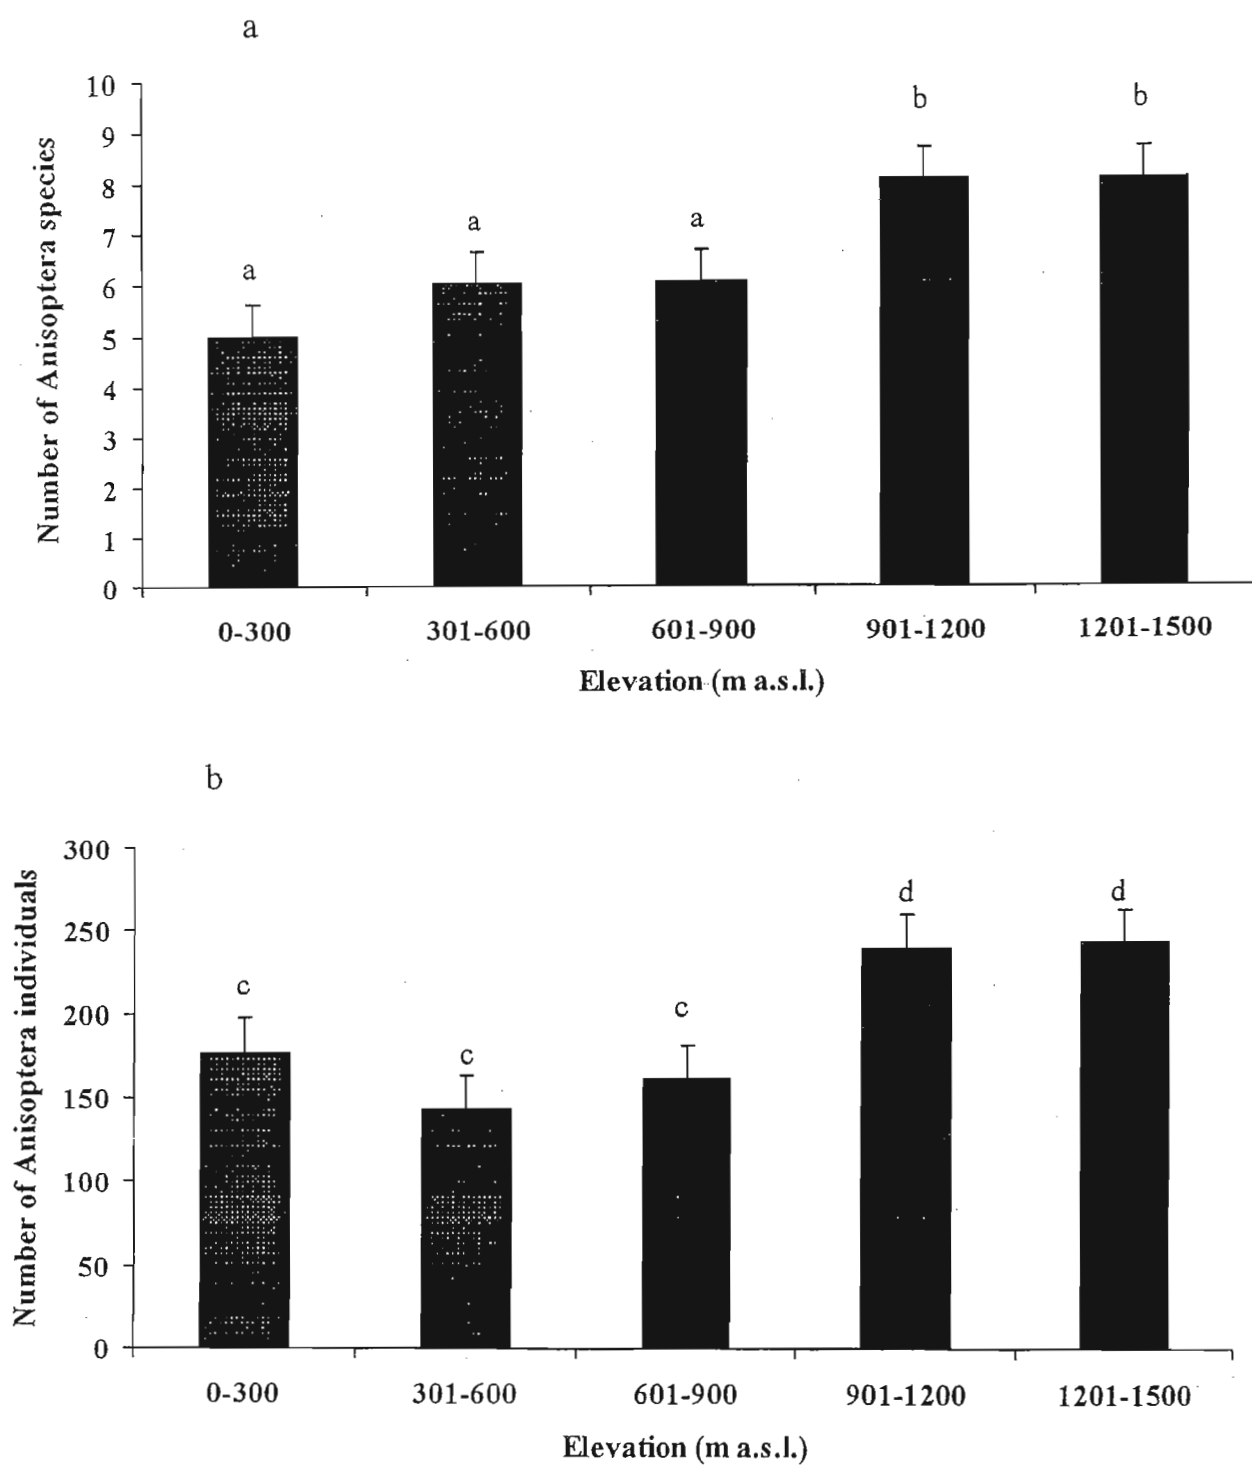 a
Number of Anisoptera species
10
9
8
7
6
5
4
3
2
1
0
a
a
a
b
b
0-300
301-600
601-900
901-1200
1201-1500
Elevation (m a.s.l.)
b
Number of Anisoptera individuals
300
250
200
150
100
50
0
c
c
c
d
d
0-300
301-600
601-900
901-1200
1201-1500
Elevation (m a.s.l.)